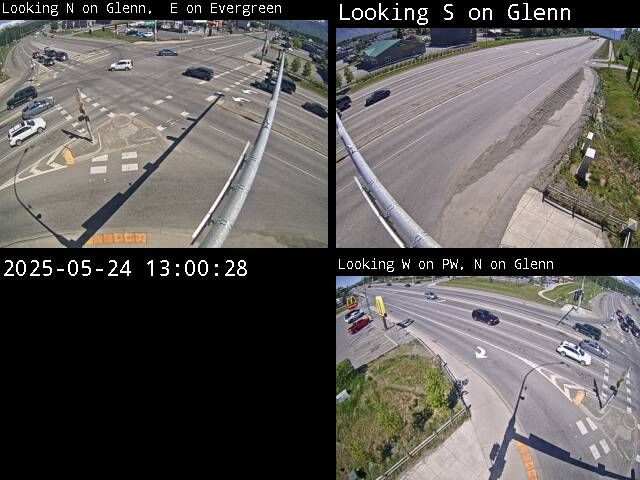 Looking N on Glenn,  E on Evergreen
Looking S on Glenn
2025-05-24 13:00:28
Looking W on PW, N on Glenn